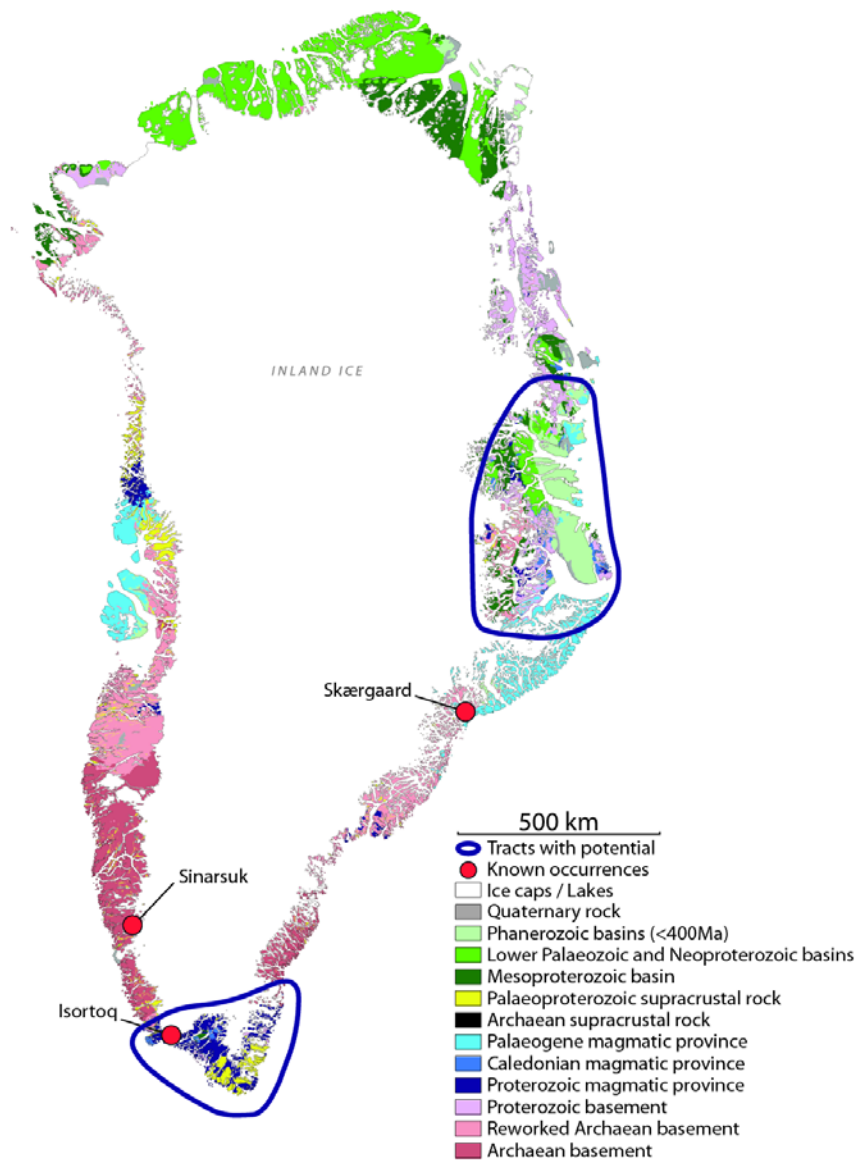 INLAND ICE
Skærgaard
Sinarsuk
Isortoq
500 km
Tracts with potential
Known occurrences
Ice caps / Lakes
Quaternary rock
Phanerozoic basins (<400Ma)
Lower Palaeozoic and Neoproterozoic basins
Mesoproterozoic basin
Palaeoproterozoic supracrustal rock
Archaean supracrustal rock
Palaeogene magmatic province
Caledonian magmatic province
Proterozoic magmatic province
Proterozoic basement
Reworked Archaean basement
Archaean basement